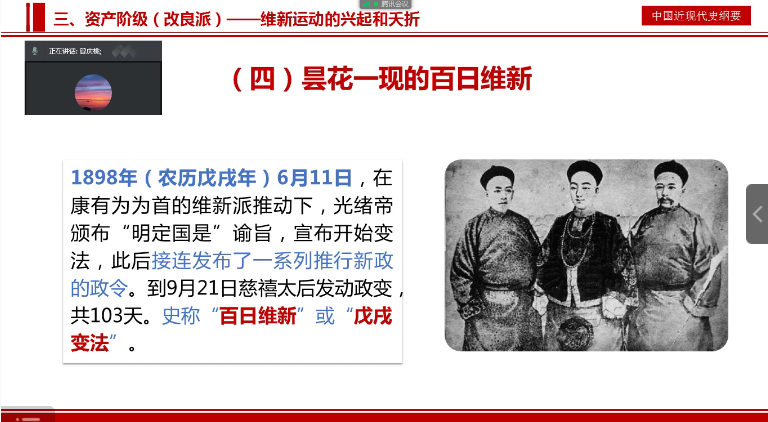 腾讯会议
三、资产阶级（改良派）——维新运动的兴起和夭折
中国近现代史纲要
正在讲话:
（四）昙花一现的百日维新
1898年（农历戊戌年）6月11日，在
康有为为首的维新派推动下，光绪帝
颁布“明定国是”谕旨，宣布开始变
法，此后接连发布了一系列推行新政
的政令。到9月21日慈禧太后发动政变，
共103天。史称“百日维新”或“戊戌
变法”。